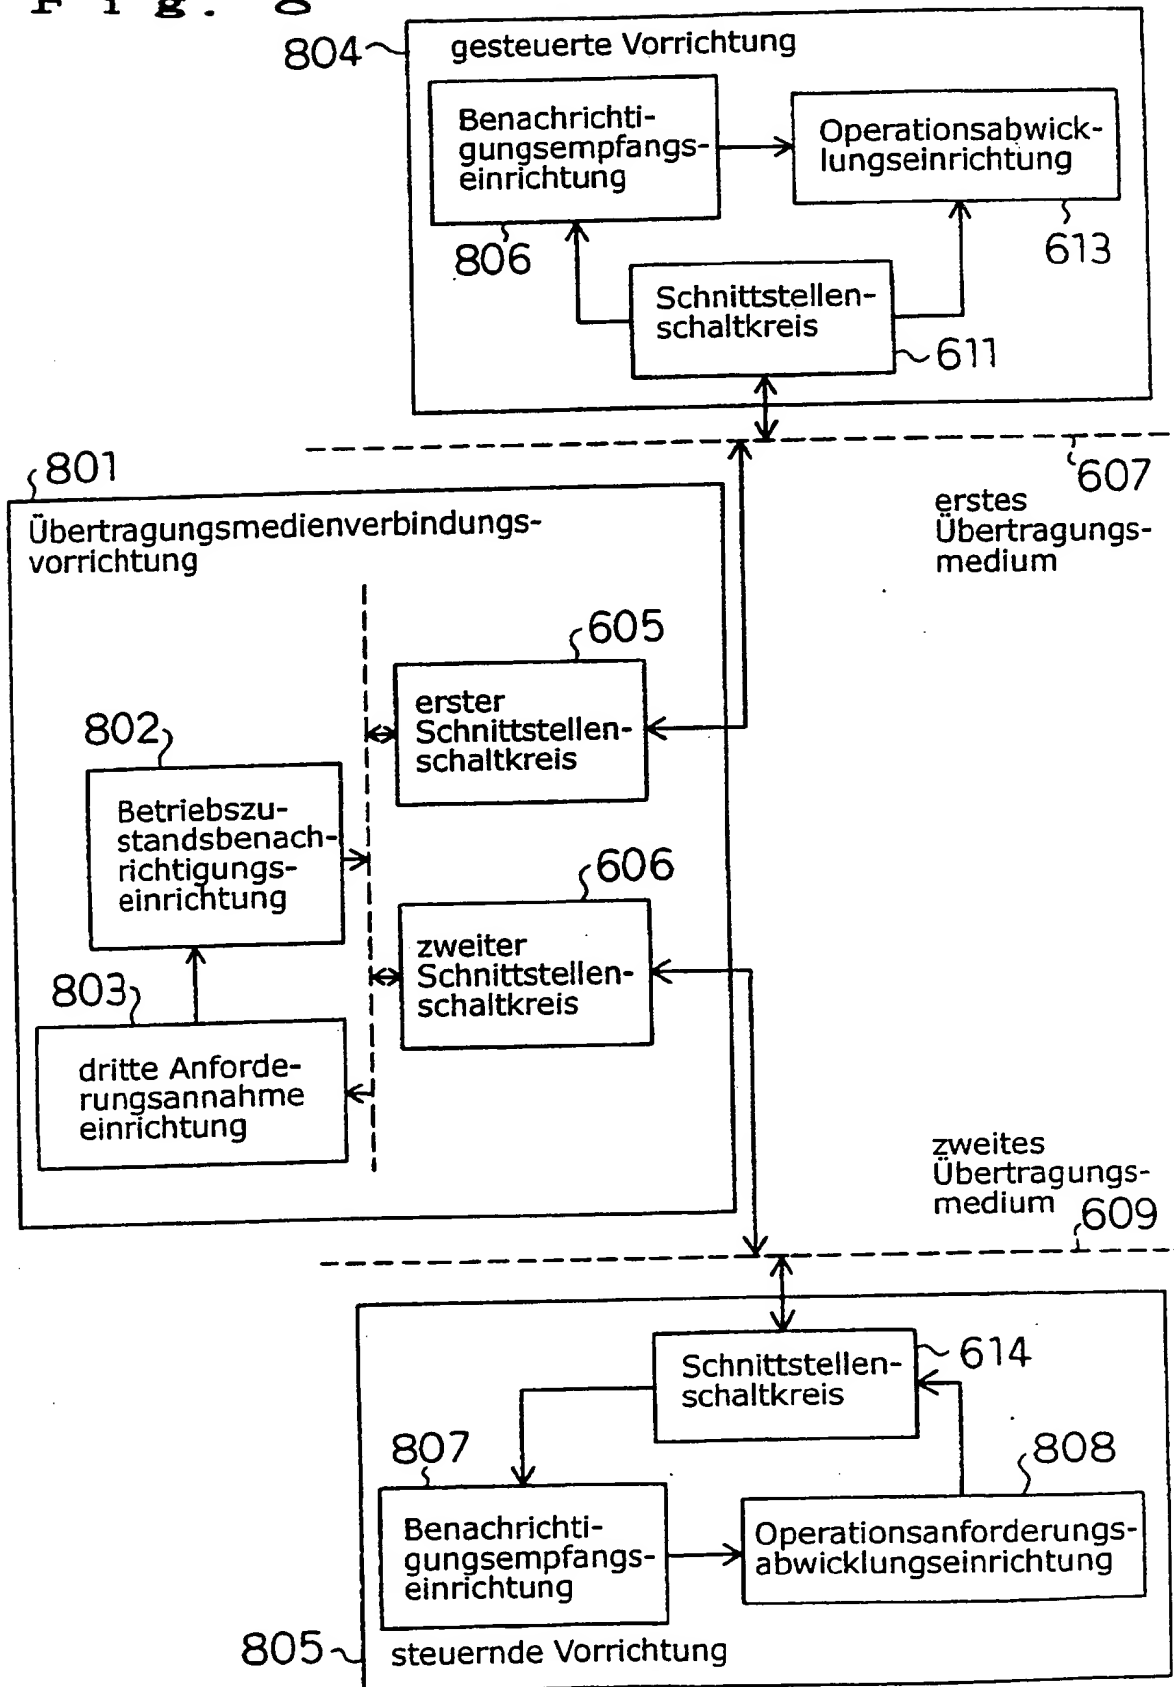 Fig. 8
804
gesteuerte Vorrichtung
Benachrichti-
gungsempfangs-
einrichtung
Operationsabwick-
lungseinrichtung
806
613
Schnittstellen-
schaltkreis
611
801
607
erstes
Übertragungs-
medium
Übertragungsmedienverbindungs-
vorrichtung
605
erster
Schnittstellen-
schaltkreis
802
Betriebszu-
standsbenach-
richtigungs-
einrichtung
606
zweiter
Schnittstellen-
schaltkreis
803
dritte Anforde-
rungsannahme
einrichtung
zweites
Übertragungs-
medium
609
Schnittstellen-
schaltkreis
614
807
808
Benachrichti-
gungsempfangs-
einrichtung
Operationsanforderungs-
abwicklungseinrichtung
805
steuernde Vorrichtung